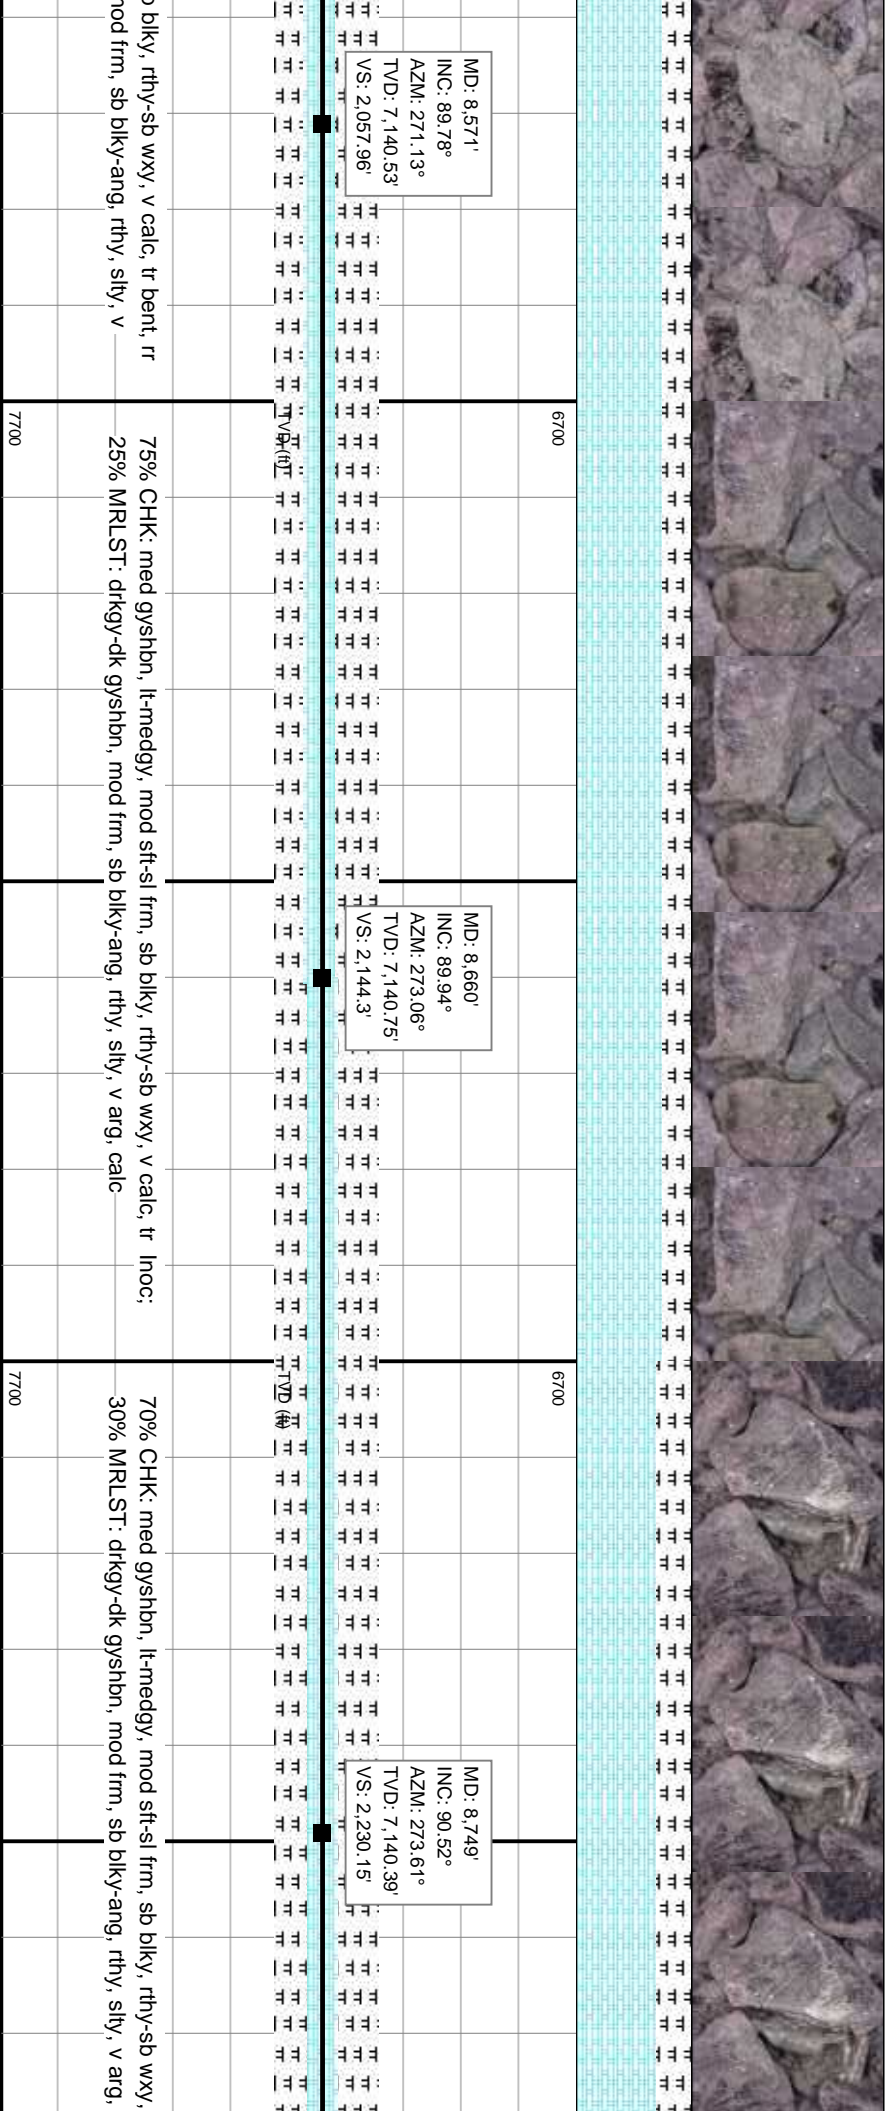 b blky, rthy-sb wxy, v calc, tr bent, rr
mod frm, sb blky-ang, rthy, slty, v
MD: 8,571'
INC: 89.78°
AZM: 271.13°
TVD: 7,140.53'
VS: 2,057.96'
6700
TVD (ft)
7700
75% CHK: med gyshbn, lt-medgy, mod sft-sl frm, sb blky, rthy-sb wxy, v calc, tr Inoc;
25% MRLST: drkgy-dk gyshbn, mod frm, sb blky-ang, rthy, slty, v arg, calc
MD: 8,660'
INC: 89.94°
AZM: 273.06°
TVD: 7,140.75'
VS: 2,144.3'
6700
TVD (ft)
7700
70% CHK: med gyshbn, lt-medgy, mod sft-sl frm, sb blky, rthy-sb wxy,
30% MRLST: drkgy-dk gyshbn, mod frm, sb blky-ang, rthy, slty, v arg,
MD: 8,749'
INC: 90.52°
AZM: 273.61°
TVD: 7,140.39'
VS: 2,230.15'